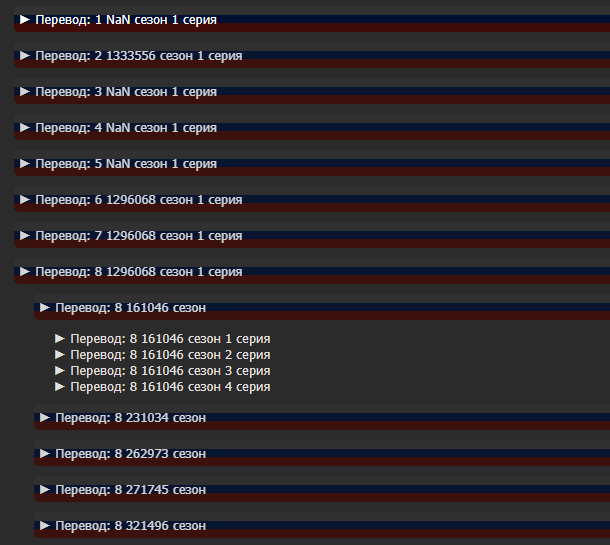 ► Перевод: 1 NaN сезон 1 серия
► Перевод: 2 1333556 сезон 1 серия
► Перевод: 3 NaN сезон 1 серия
► Перевод: 4 NaN сезон 1 серия
► Перевод: 5 NaN сезон 1 серия
► Перевод: 6 1296068 сезон 1 серия
► Перевод: 7 1296068 сезон 1 серия
► Перевод: 8 1296068 сезон 1 серия
► Перевод: 8 161046 сезон
► Перевод: 8 161046 сезон 1 серия
► Перевод: 8 161046 сезон 2 серия
► Перевод: 8 161046 сезон 3 серия
► Перевод: 8 161046 сезон 4 серия
► Перевод: 8 231034 сезон
► Перевод: 8 262973 сезон
► Перевод: 8 271745 сезон
► Перевод: 8 321496 сезон